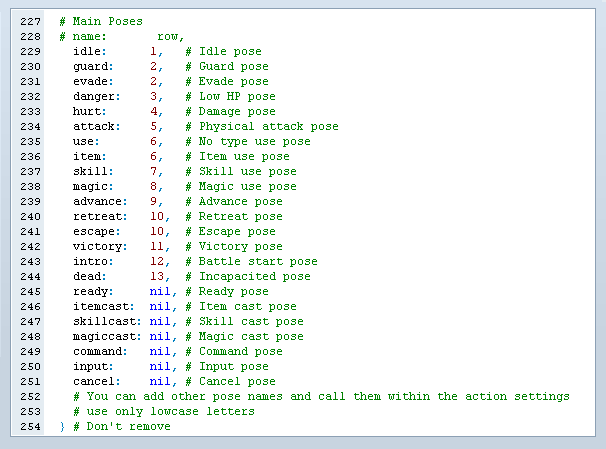 227 # Main Poses
228 # name: row,
229 idle: 1, # Idle pose
230 guard: 2, # Guard pose
231 evade: 2, # Evade pose
232 danger: 3, # Low HP pose
233 hurt: 4, # Damage pose
234 attack: 5, # Physical attack pose
235 use: 6, # No type use pose
236 item: 6, # Item use pose
237 skill: 7, # Skill use pose
238 magic: 8, # Magic use pose
239 advance: 9, # Advance pose
240 retreat: 10, # Retreat pose
241 escape: 10, # Escape pose
242 victory: 11, # Victory pose
243 intro: 12, # Battle start pose
244 dead: 13, # Incapacited pose
245 ready: nil, # Ready pose
246 itemcast: nil, # Item cast pose
247 skillcast: nil, # Skill cast pose
248 magiccast: nil, # Magic cast pose
249 command: nil, # Command pose
250 input: nil, # Input pose
251 cancel: nil, # Cancel pose
252 # You can add other pose names and call them within the action settings
253 # use only lowcase letters
254 } # Don't remove